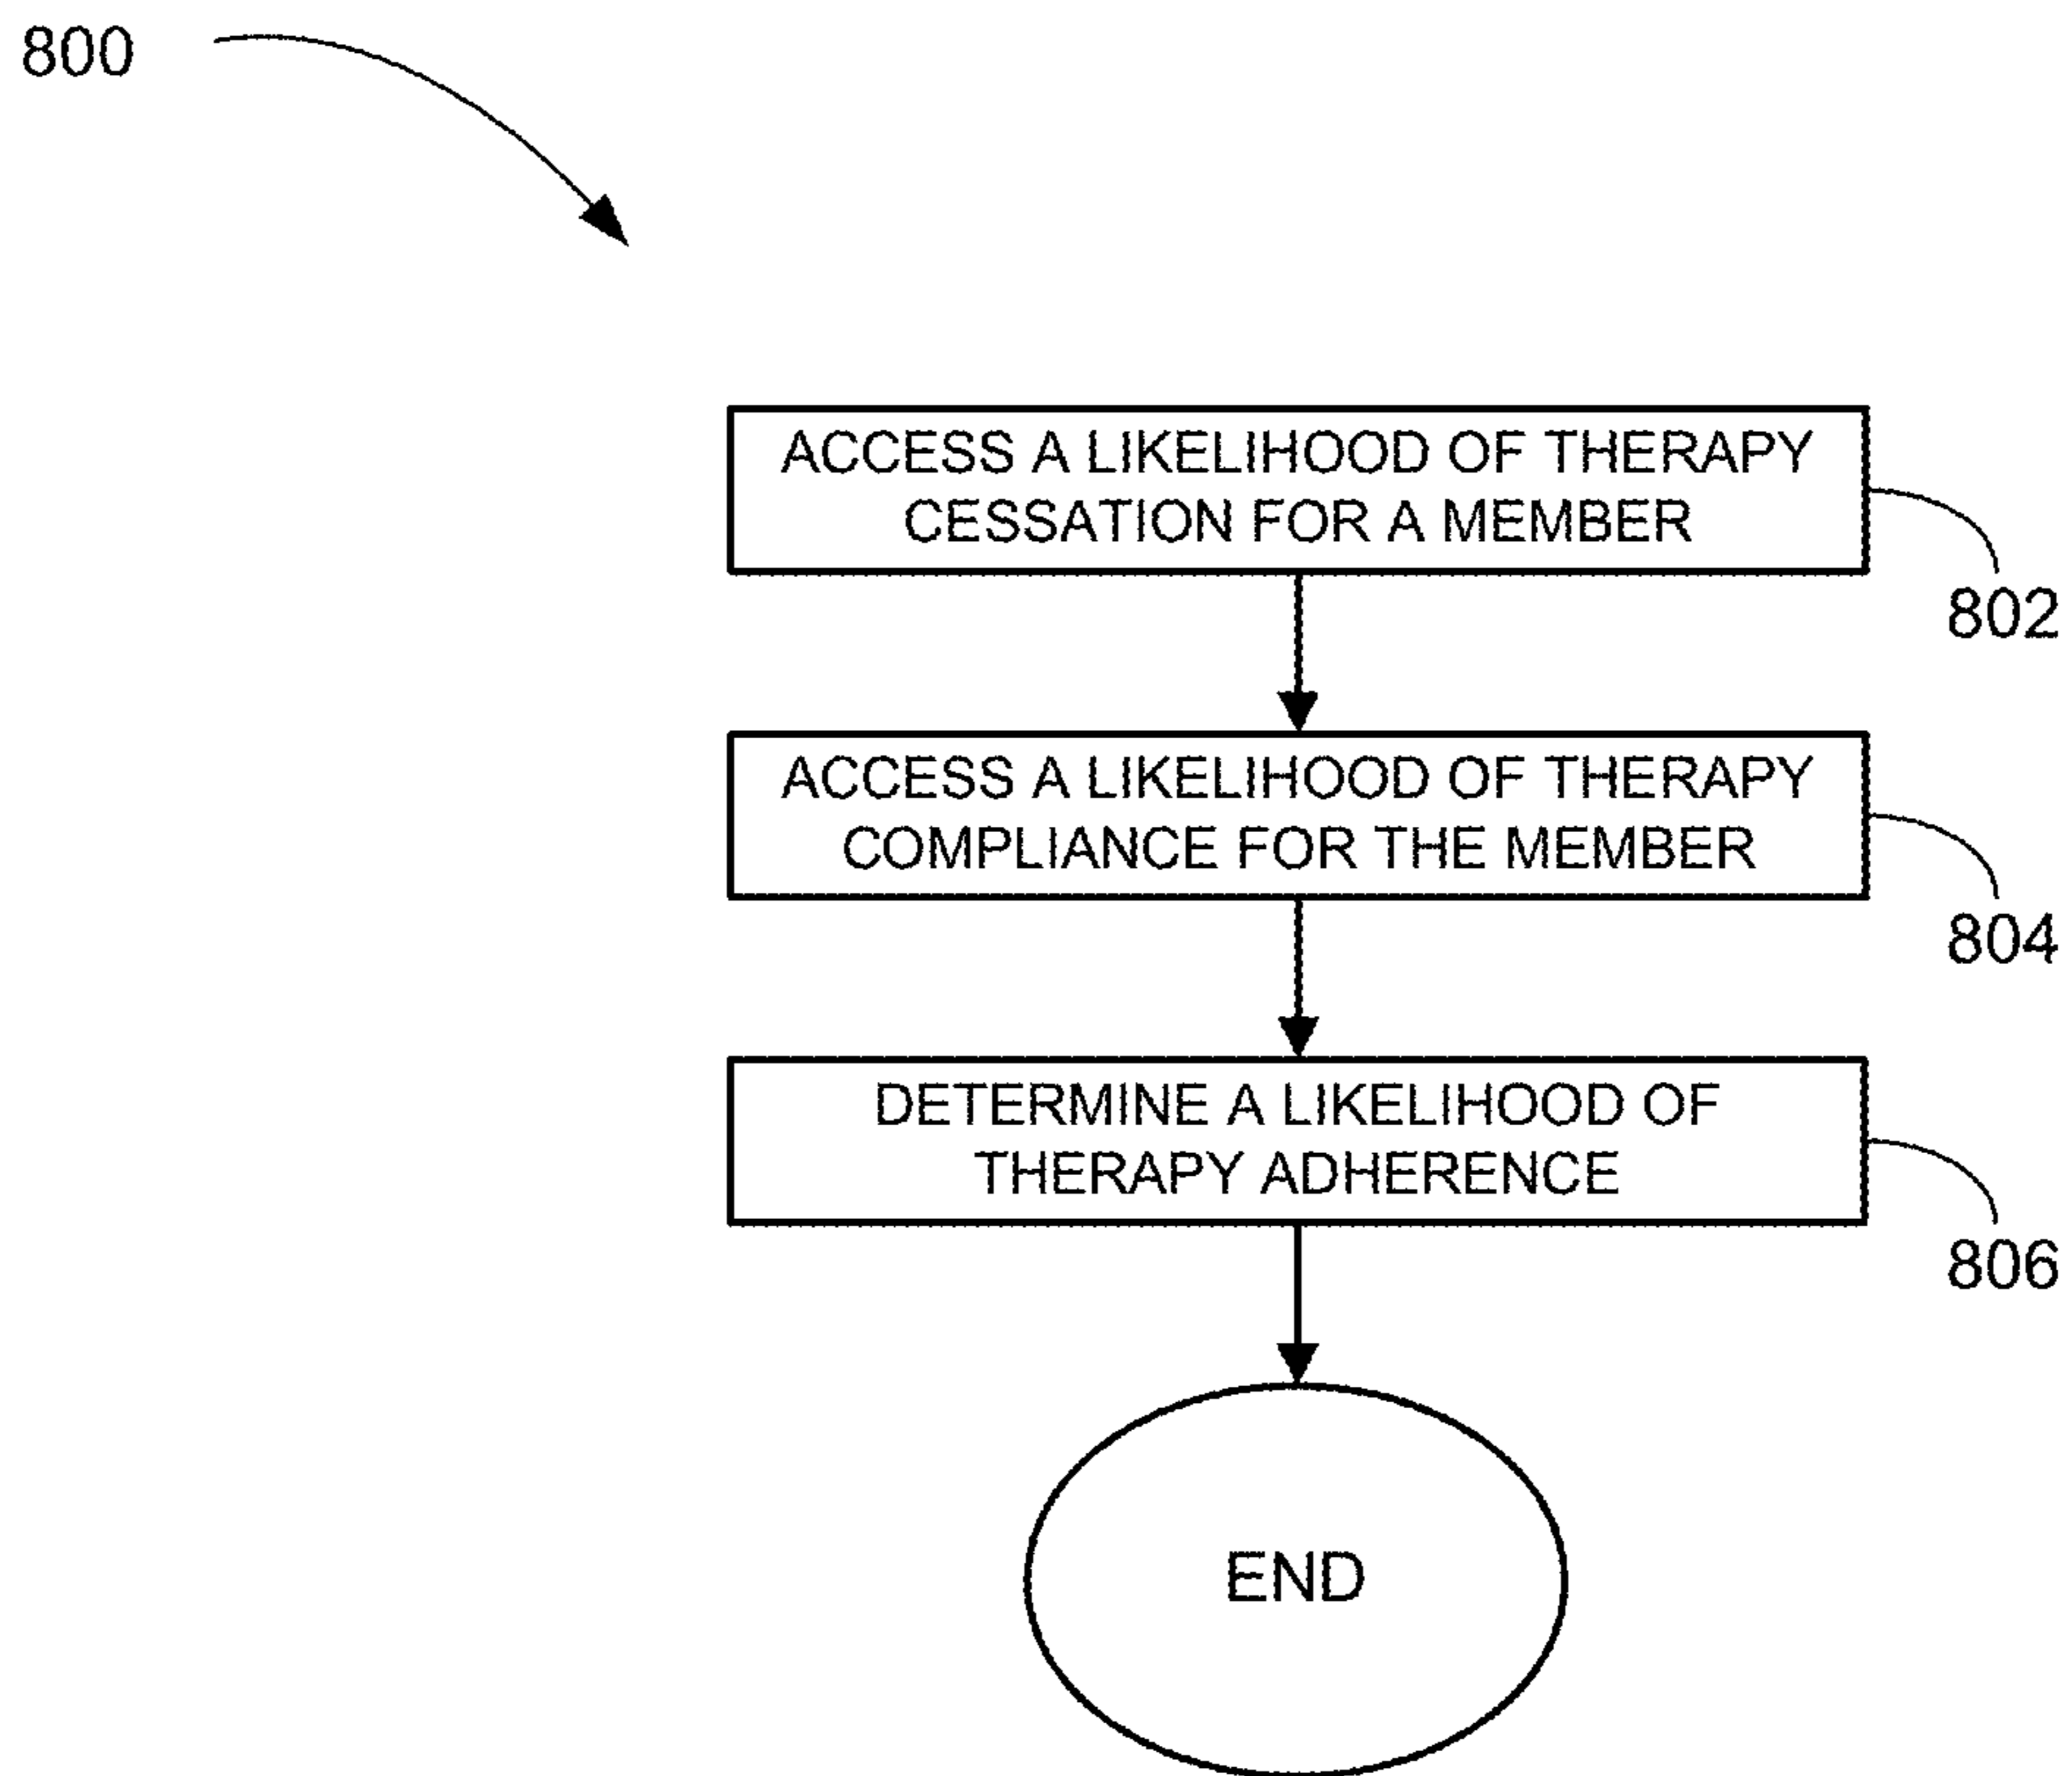 800
ACCESS A LIKELIHOOD OF THERAPY
CESSATION FOR A MEMBER
802
ACCESS A LIKELIHOOD OF THERAPY
COMPLIANCE FOR THE MEMBER
804
DETERMINE A LIKELIHOOD OF
THERAPY ADHERENCE
806
END